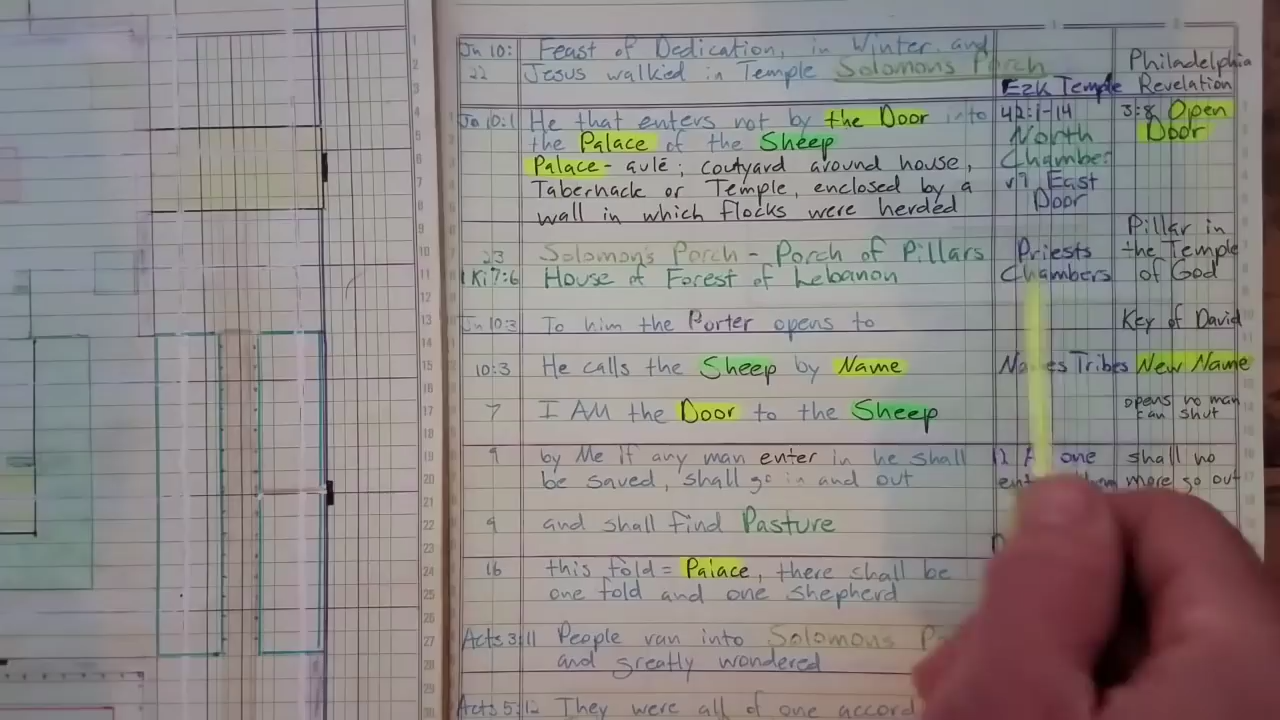 Jn 10: Feast of Dedication, in Winter, and
22 Jesus walkied in Temple Solomons Porch
Philadelphia
Ezk Temple Revelation
Jo 10:1 He that enters not by the Door into 42:1-14 3:8 Open
the Palace of the Sheep North Door
Palace - aulē; coutyard around house, Chamber
Tabernack or Temple, enclosed by a v9 East
wall in which flocks were herded Door
Pillar in
23 Solomon's Porch - Porch of Pillars Priests the Temple
1Ki 7:6 House of Forest of Lebanon Chambers of God
Jn 10:3 To him the Porter opens to Key of David
10:3 He calls the Sheep by Name Tribes New Name
7 I AM the Door to the Sheep opens no man
can shut
9 by Me if any man enter in he shall one shall no
be saved, shall go in and out more go out
9 and shall find Pasture
16 this fold = Palace, there shall be
one fold and one shepherd
Acts 3:11 People ran into Solomons
and greatly wondered
Acts 5:12 They were all of one accord